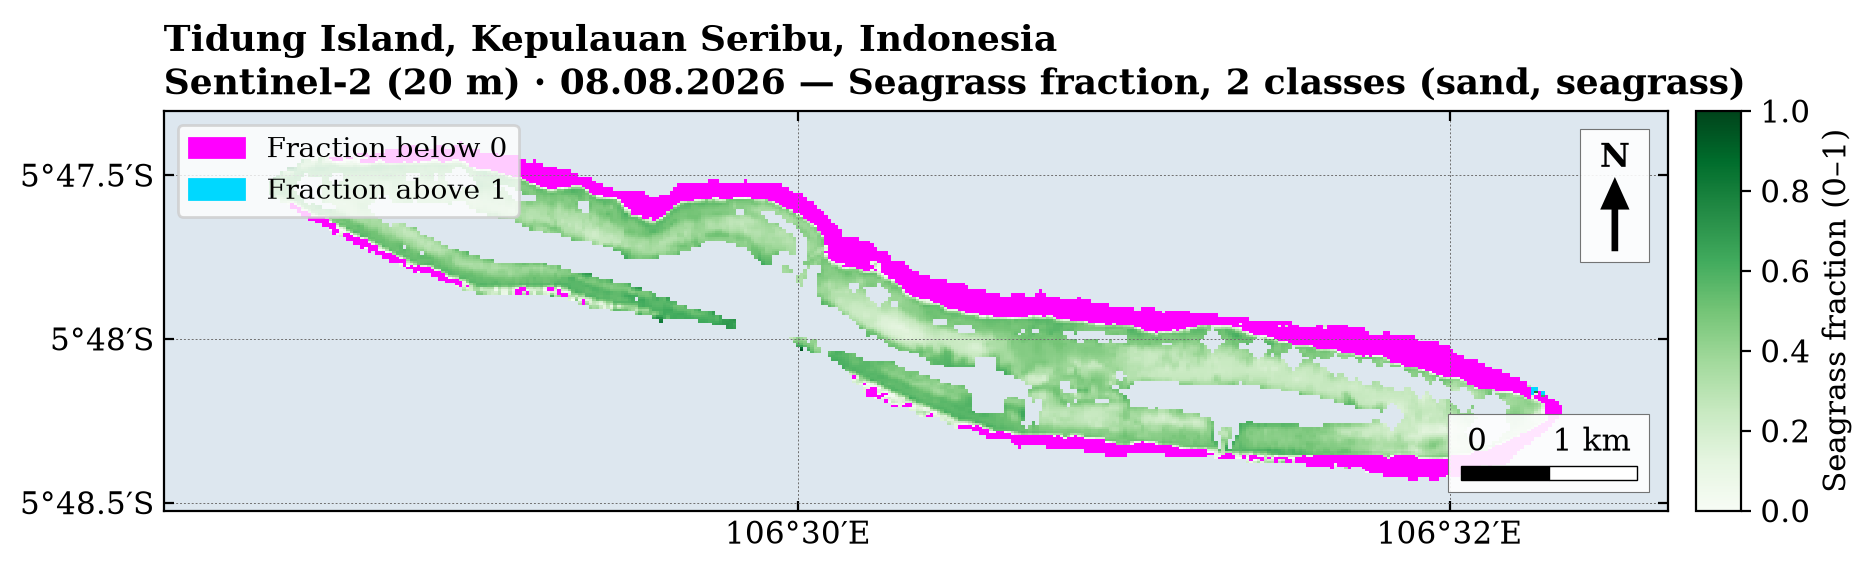 Tidung Island, Kepulauan Seribu, Indonesia
Sentinel-2 (20 m) · 08.08.2026 — Seagrass fraction, 2 classes (sand, seagrass)
Fraction below 0
Fraction above 1
N
5°47.5′S
5°48′S
5°48.5′S
106°30′E
106°32′E
0 1 km
1.0
0.8
0.6
0.4
0.2
0.0
Seagrass fraction (0–1)